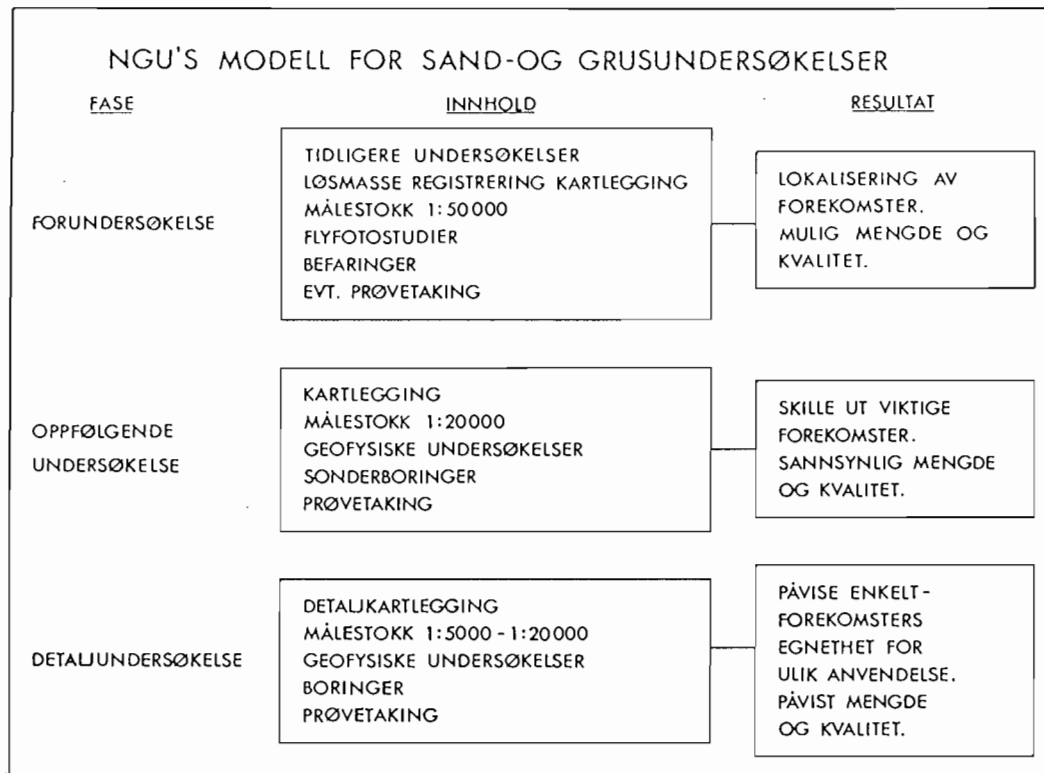 NGU'S MODELL FOR SAND-OG GRUSUNDERSØKELSER
FASE
INNHOLD
RESULTAT
FORUNDERSØKELSE
TIDLIGERE UNDERSØKELSER
LØSMASSE REGISTRERING KARTLEGGING
MÅLESTOKK 1:50000
FLYFOTOSTUDIER
BEFARINGER
EVT. PRØVETAKING
LOKALISERING AV
FOREKOMSTER.
MULIG MENGDE OG
KVALITET.
OPPFØLGENDE
UNDERSØKELSE
KARTLEGGING
MÅLESTOKK 1:20000
GEOFYSISKE UNDERSØKELSER
SONDERBORINGER
PRØVETAKING
SKILLE UT VIKTIGE
FOREKOMSTER.
SANNSYNLIG MENGDE
OG KVALITET.
DETALJUNDERSØKELSE
DETALJKARTLEGGING
MÅLESTOKK 1:5000-1:20000
GEOFYSISKE UNDERSØKELSER
BORINGER
PRØVETAKING
PÅVISE ENKELT-
FOREKOMSTERS
EGNETHET FOR
ULIK ANVENDELSE.
PÅVIST MENGDE
OG KVALITET.